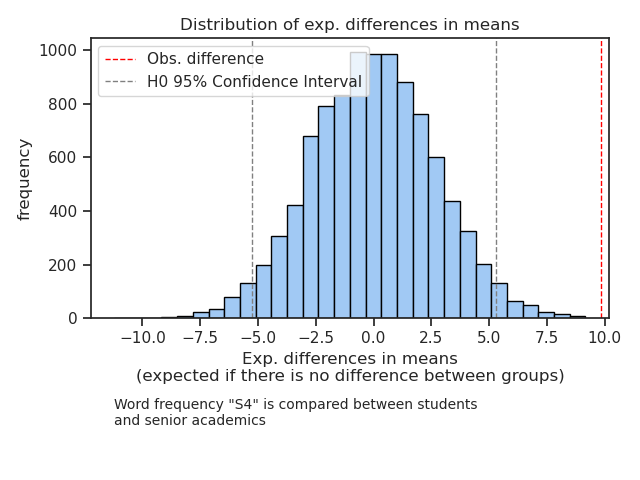 Distribution of exp. differences in means
Obs. difference
H0 95% Confidence Interval
frequency
1000
800
600
400
200
0
−10.0 −7.5 −5.0 −2.5 0.0 2.5 5.0 7.5 10.0
Exp. differences in means
(expected if there is no difference between groups)
Word frequency "S4" is compared between students
and senior academics